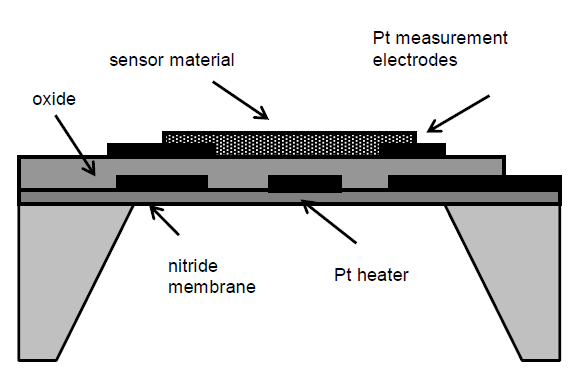 Pt measurement
electrodes
sensor material
oxide
nitride
membrane
Pt heater